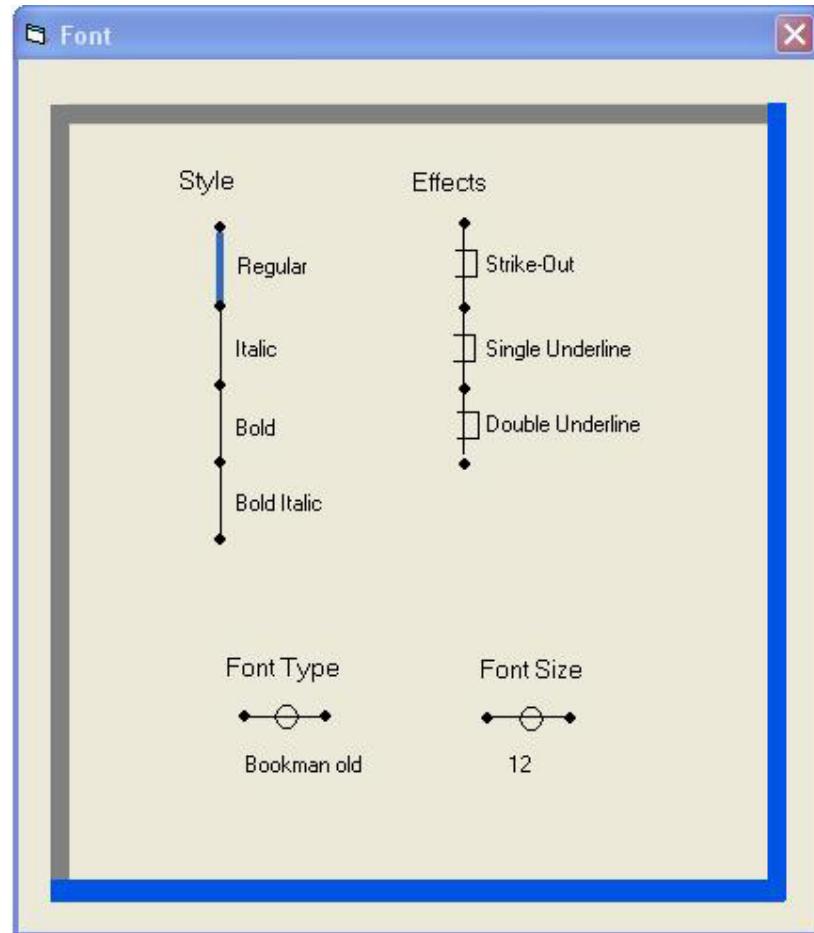 Font
Style
Effects
Regular
Strike-Out
Italic
Single Underline
Bold
Double Underline
Bold Italic
Font Type
Font Size
Bookman old
12